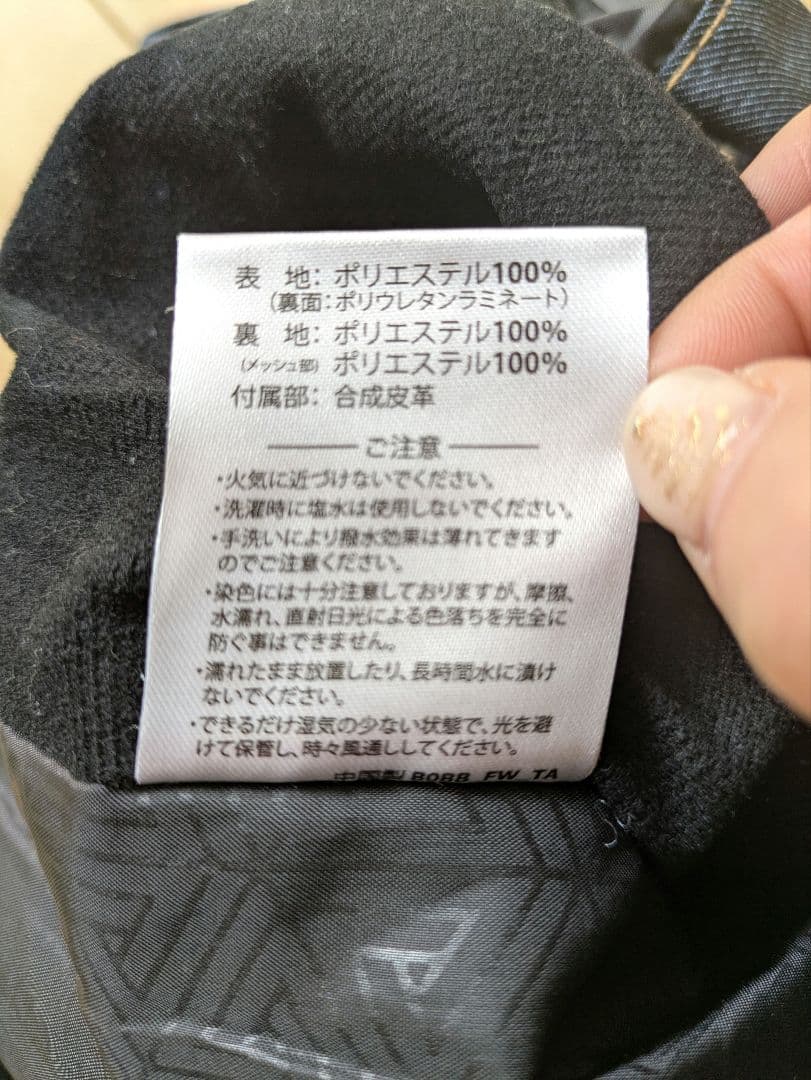 表 地: ポリエステル100%
(裏面:ポリウレタンラミネート)
裏 地: ポリエステル100%
(メッシュ部) ポリエステル100%
付属部: 合成皮革
ご注意
・火気に近づけないでください。
・洗濯時に塩水は使用しないでください。
・手洗いにより撥水効果は薄れてきます
のでご注意ください。
・染色には十分注意しておりますが、摩擦、
水濡れ、直射日光による色落ちを完全に
防ぐ事はできません。
・濡れたまま放置したり、長時間水に漬け
ないでください。
・できるだけ湿気の少ない状態で、光を避
けて保管し、時々風通ししてください。
中国製 BOBB FW TA